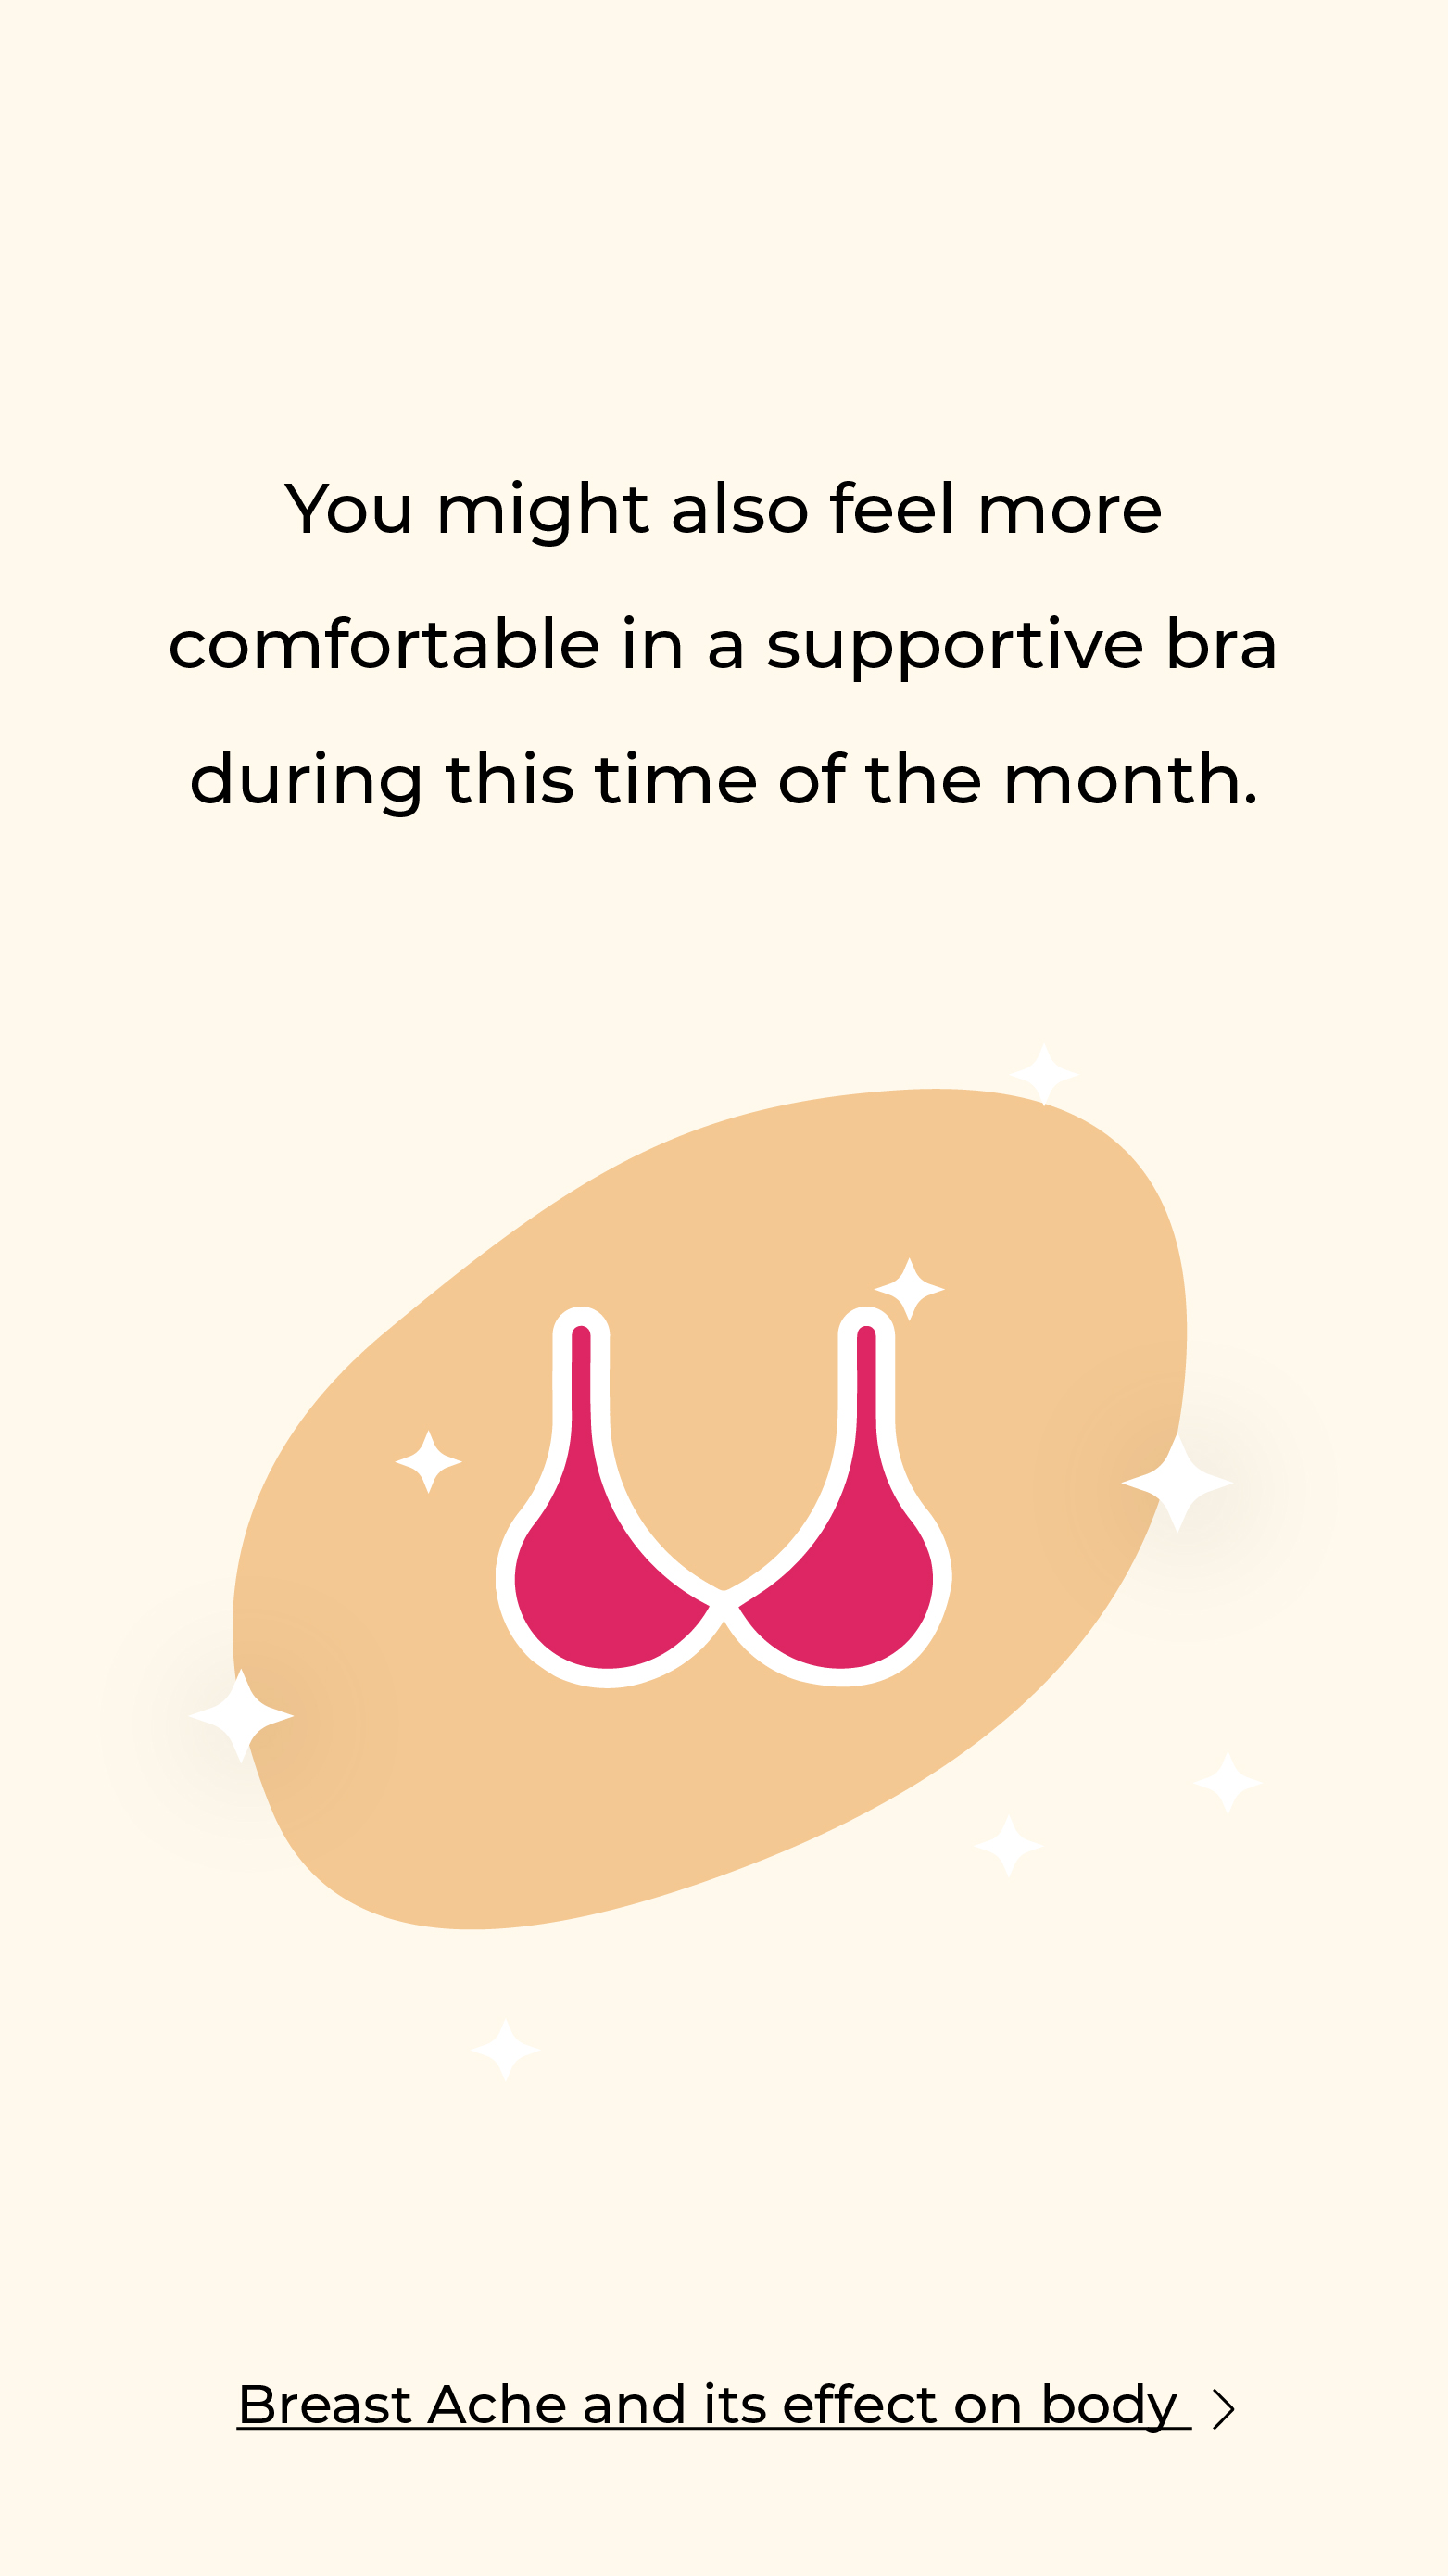 You might also feel more
comfortable in a supportive bra
during this time of the month.
Breast Ache and its effect on body